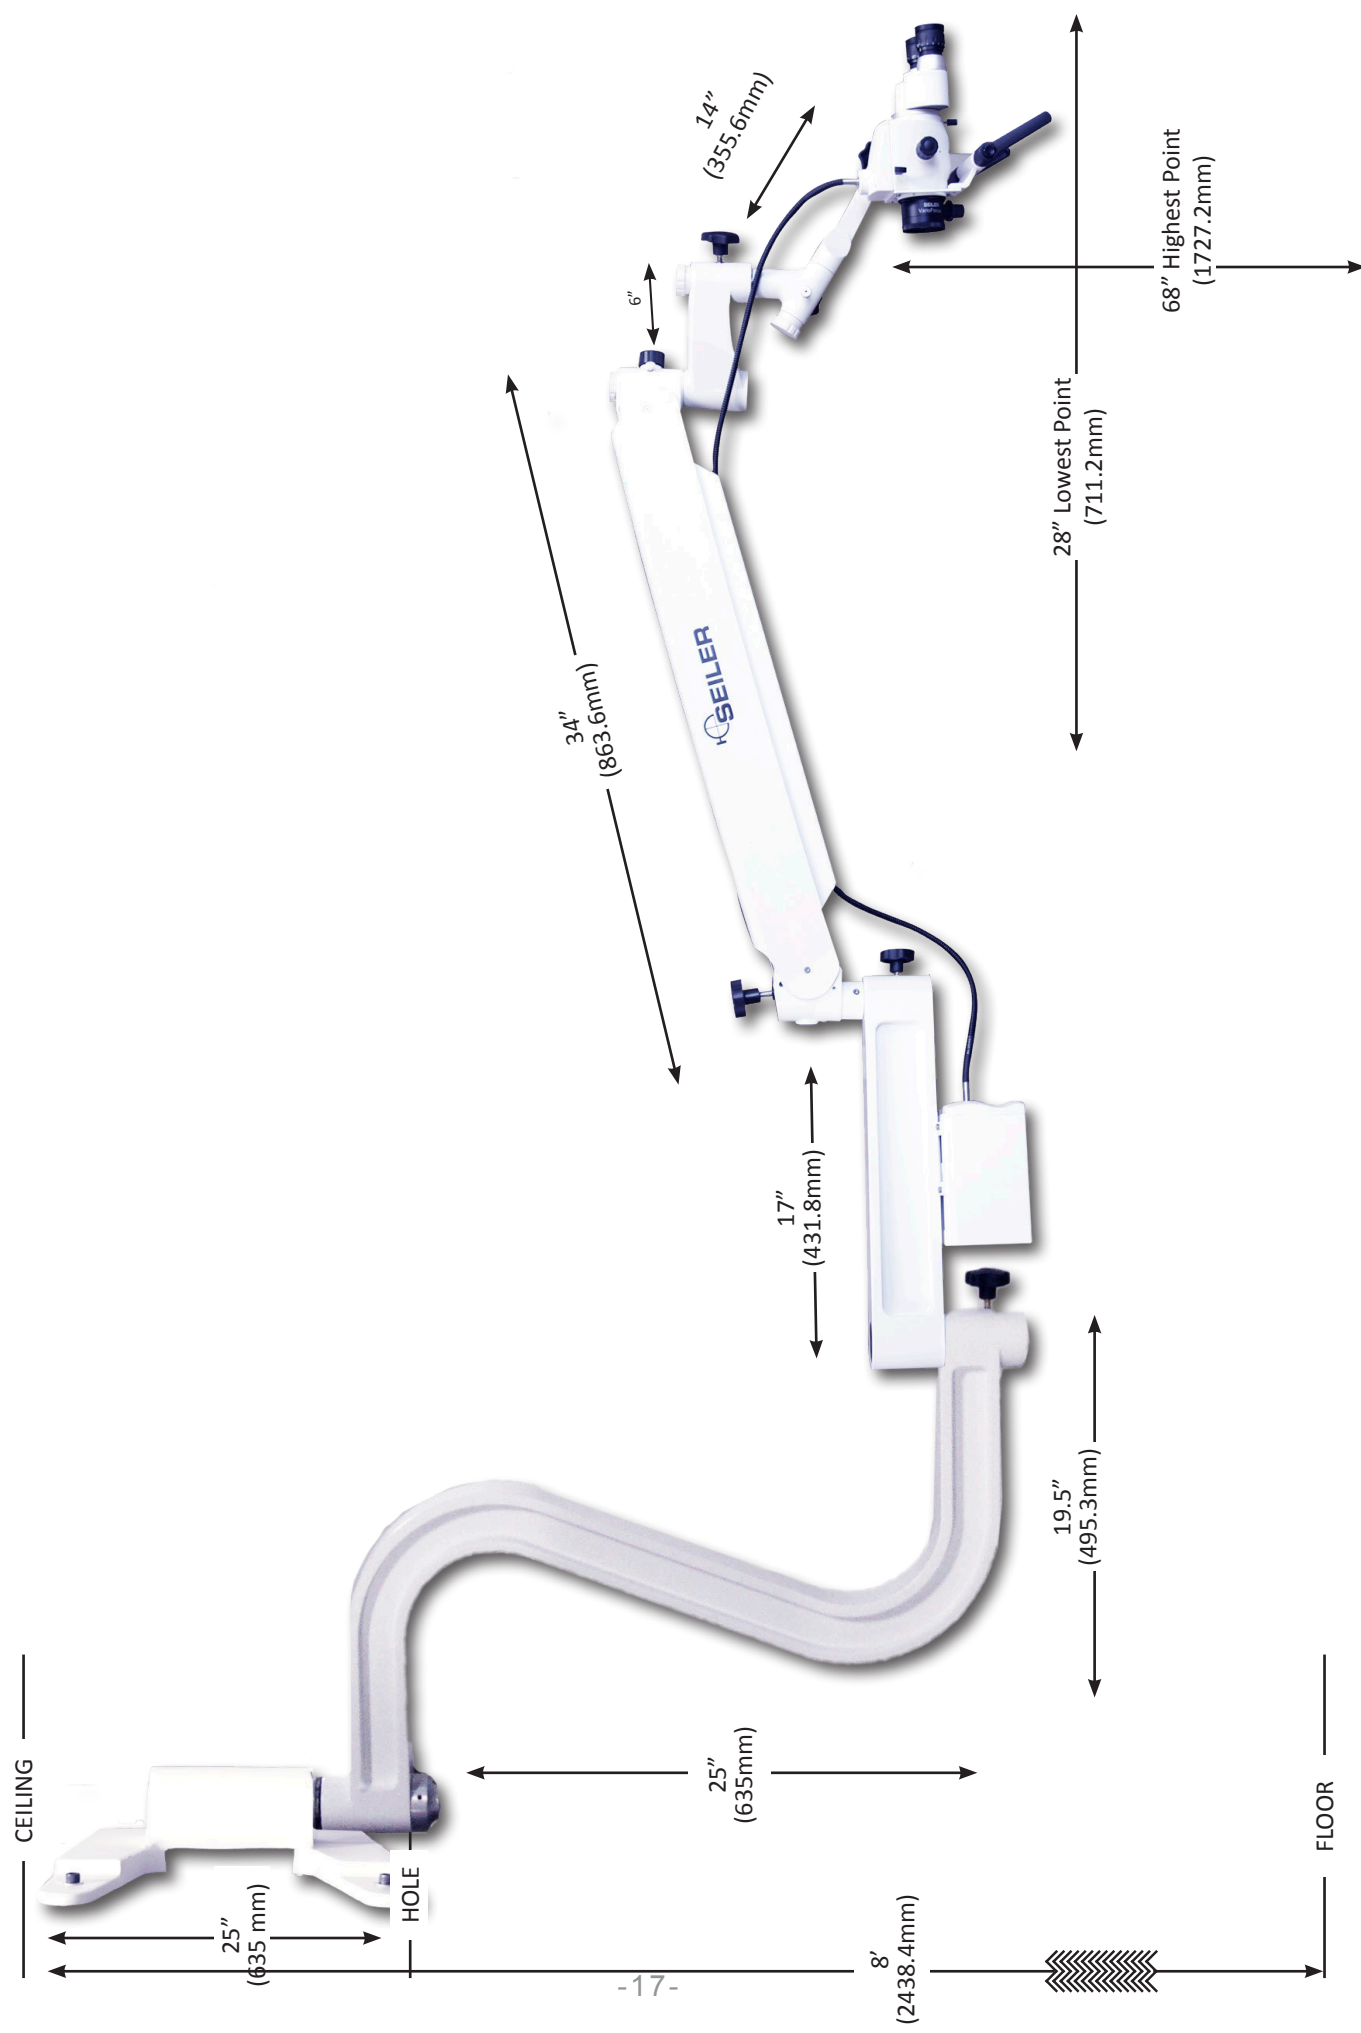 CEILING
25”
(635 mm)
HOLE
25”
(635mm)
8’
(2438.4mm)
FLOOR
19.5”
(495.3mm)
17”
(431.8mm)
34”
(863.6mm)
SEILER
6”
14”
(355.6mm)
28” Lowest Point
(711.2mm)
68” Highest Point
(1727.2mm)
-17-